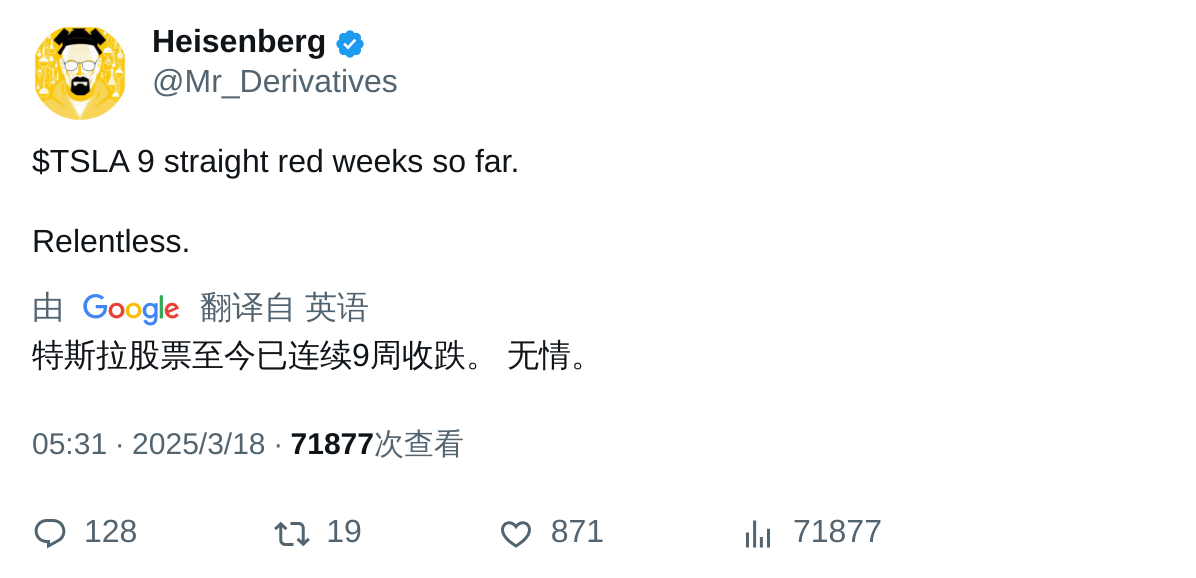 Heisenberg
@Mr_Derivatives
$TSLA 9 straight red weeks so far.
Relentless.
由 Google 翻译自 英语
特斯拉股票至今已连续9周收跌。 无情。
05:31 · 2025/3/18 · 71877次查看
128 19 871 71877